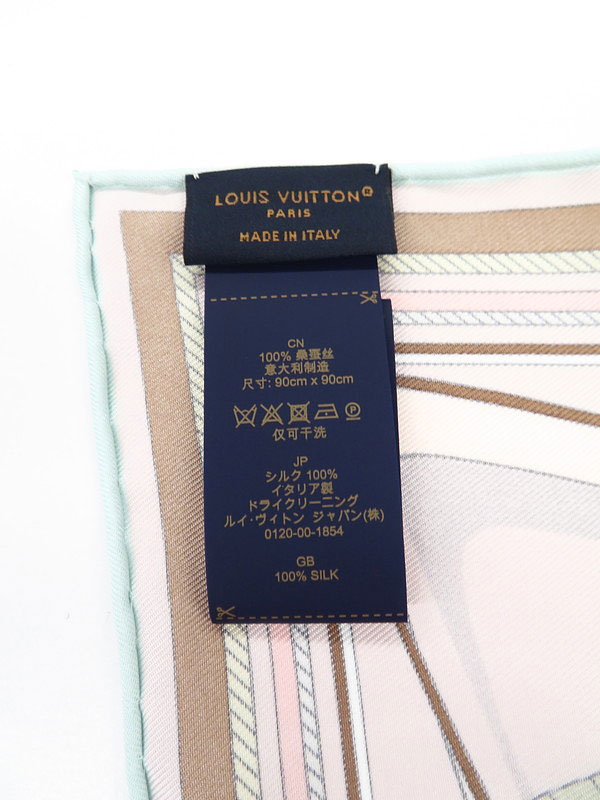 LOUIS VUITTON®
PARIS
MADE IN ITALY
CN
100% 桑蚕丝
意大利制造
尺寸: 90cm x 90cm
仅可干洗
JP
シルク 100%
イタリア製
ドライクリーニング
ルイ·ヴィトン ジャパン(株)
0120-00-1854
GB
100% SILK